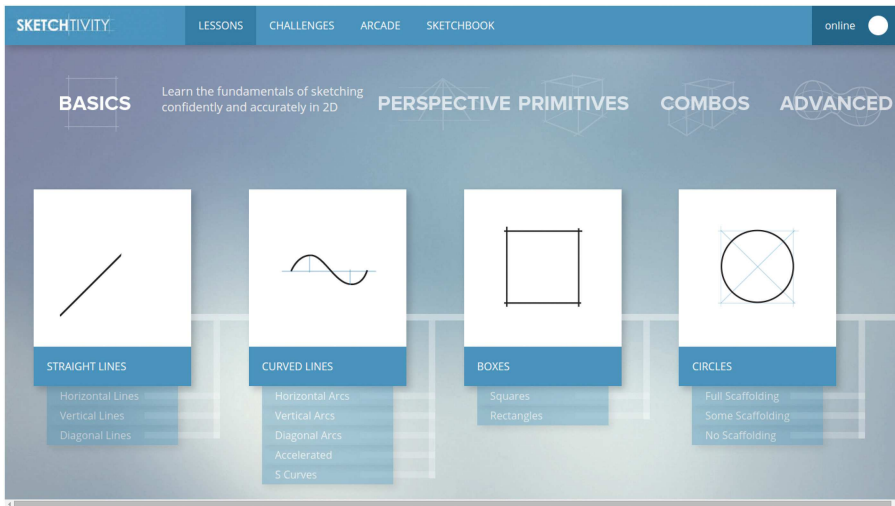 SKETCHTIVITY
LESSONS
CHALLENGES
ARCADE
SKETCHBOOK
online
BASICS
Learn the fundamentals of sketching
confidently and accurately in 2D
PERSPECTIVE
PRIMITIVES
COMBOS
ADVANCED
STRAIGHT LINES
Horizontal Lines
Vertical Lines
Diagonal Lines
CURVED LINES
Horizontal Arcs
Vertical Arcs
Diagonal Arcs
Accelerated
S Curves
BOXES
Squares
Rectangles
CIRCLES
Full Scaffolding
Some Scaffolding
No Scaffolding